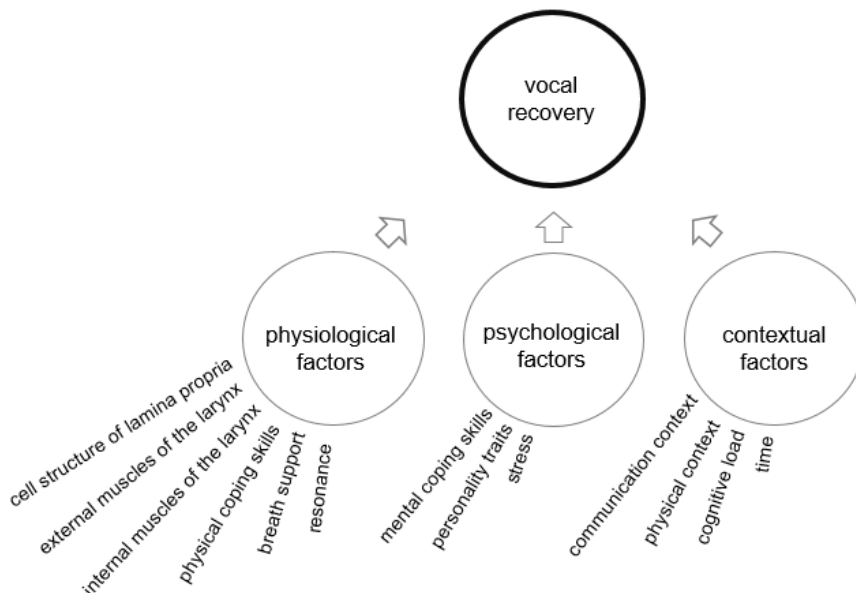 vocal
recovery
physiological
factors
psychological
factors
contextual
factors
cell structure of lamina propria
external muscles of the larynx
internal muscles of the larynx
physical coping skills
breath support
resonance
mental coping skills
personality traits
stress
communication context
physical context
cognitive load
time